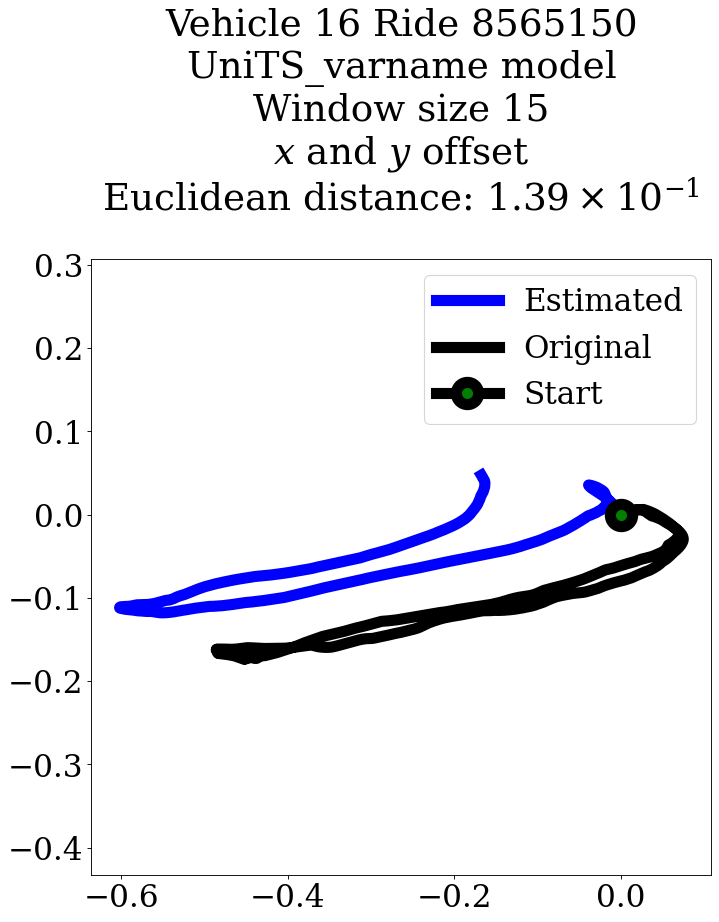 Vehicle 16 Ride 8565150
UniTS_varname model
Window size 15
x and y offset
Euclidean distance: 1.39 × 10⁻¹
Estimated
Original
Start
0.3
0.2
0.1
0.0
−0.1
−0.2
−0.3
−0.4
−0.6 −0.4 −0.2 0.0